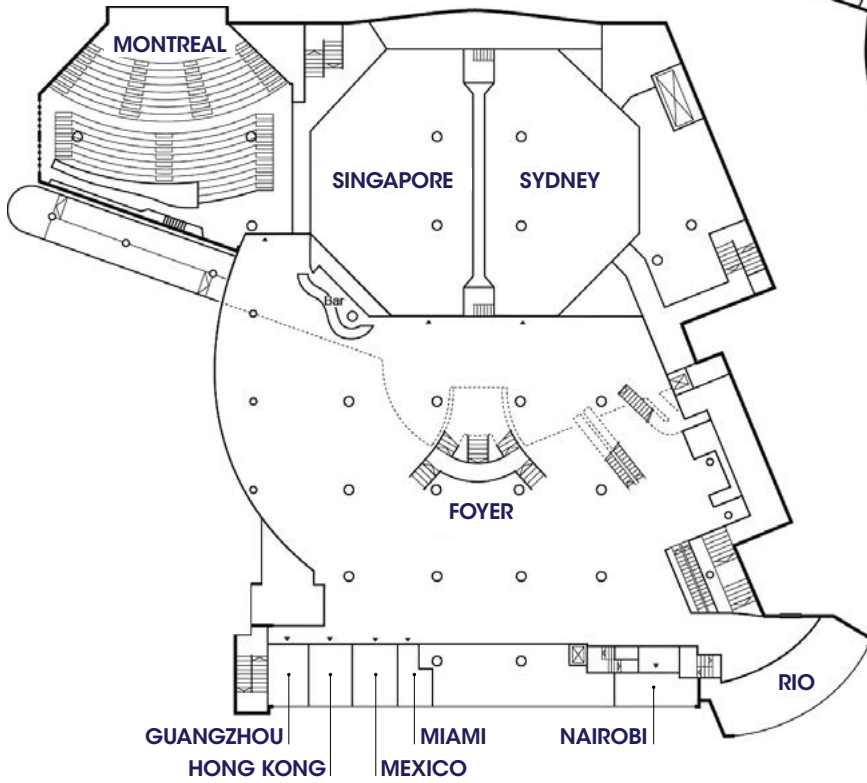 MONTREAL
SINGAPORE
SYDNEY
Bar
FOYER
RIO
GUANGZHOU
MIAMI
NAIROBI
HONG KONG
MEXICO